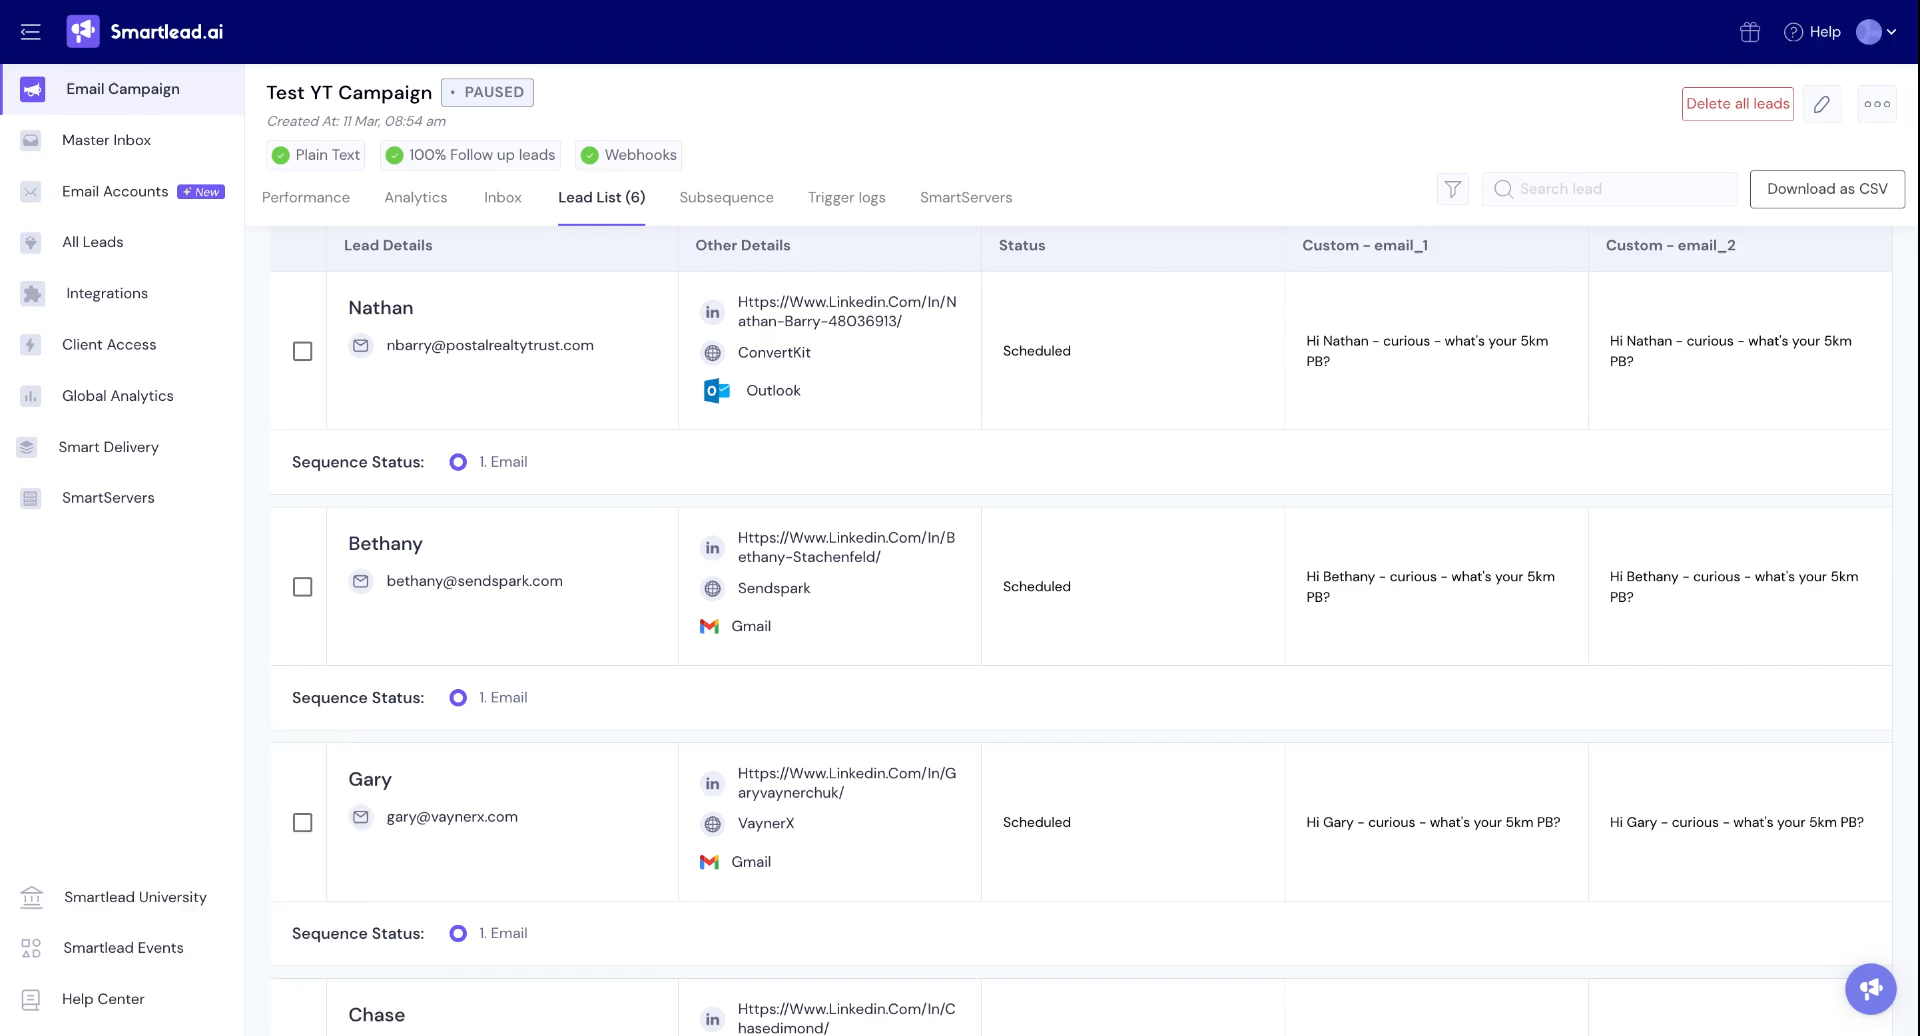 Smartlead.ai
Help
Email Campaign
Master Inbox
Email Accounts New
All Leads
Integrations
Client Access
Global Analytics
Smart Delivery
SmartServers
Smartlead University
Smartlead Events
Help Center
Test YT Campaign • PAUSED
Created At: 11 Mar, 08:54 am
Plain Text 100% Follow up leads Webhooks
Delete all leads
Performance Analytics Inbox Lead List (6) Subsequence Trigger logs SmartServers
Search lead
Download as CSV
Lead Details Other Details Status Custom - email_1 Custom - email_2
Nathan
nbarry@postalrealtytrust.com
Https://Www.Linkedin.Com/In/N
athan-Barry-48036913/
ConvertKit
Outlook
Scheduled
Hi Nathan - curious - what's your 5km
PB?
Hi Nathan - curious - what's your 5km
PB?
Sequence Status: 1. Email
Bethany
bethany@sendspark.com
Https://Www.Linkedin.Com/In/B
ethany-Stachenfeld/
Sendspark
Gmail
Scheduled
Hi Bethany - curious - what's your 5km
PB?
Hi Bethany - curious - what's your 5km
PB?
Sequence Status: 1. Email
Gary
gary@vaynerx.com
Https://Www.Linkedin.Com/In/G
aryvaynerchuk/
VaynerX
Gmail
Scheduled
Hi Gary - curious - what's your 5km PB?
Hi Gary - curious - what's your 5km PB?
Sequence Status: 1. Email
Chase
Https://Www.Linkedin.Com/In/C
hasedimond/